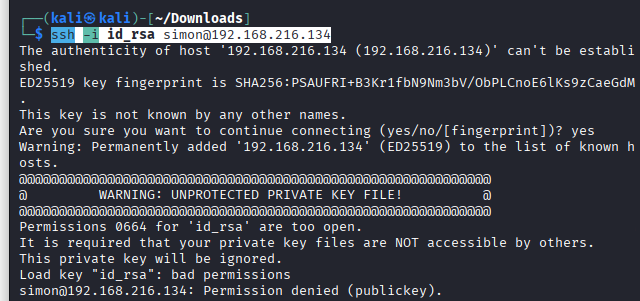 ┌──(kali㉿kali)-[~/Downloads]
└─$ ssh -i id_rsa simon@192.168.216.134
The authenticity of host '192.168.216.134 (192.168.216.134)' can't be establi
shed.
ED25519 key fingerprint is SHA256:PSAUFRI+B3Kr1fbN9Nm3bV/ObPLCnoE6lKs9zCaeGdM
.
This key is not known by any other names.
Are you sure you want to continue connecting (yes/no/[fingerprint])? yes
Warning: Permanently added '192.168.216.134' (ED25519) to the list of known h
osts.
@@@@@@@@@@@@@@@@@@@@@@@@@@@@@@@@@@@@@@@@@@@@@@@@@@@@@@@@@@@
@         WARNING: UNPROTECTED PRIVATE KEY FILE!          @
@@@@@@@@@@@@@@@@@@@@@@@@@@@@@@@@@@@@@@@@@@@@@@@@@@@@@@@@@@@
Permissions 0664 for 'id_rsa' are too open.
It is required that your private key files are NOT accessible by others.
This private key will be ignored.
Load key "id_rsa": bad permissions
simon@192.168.216.134: Permission denied (publickey).